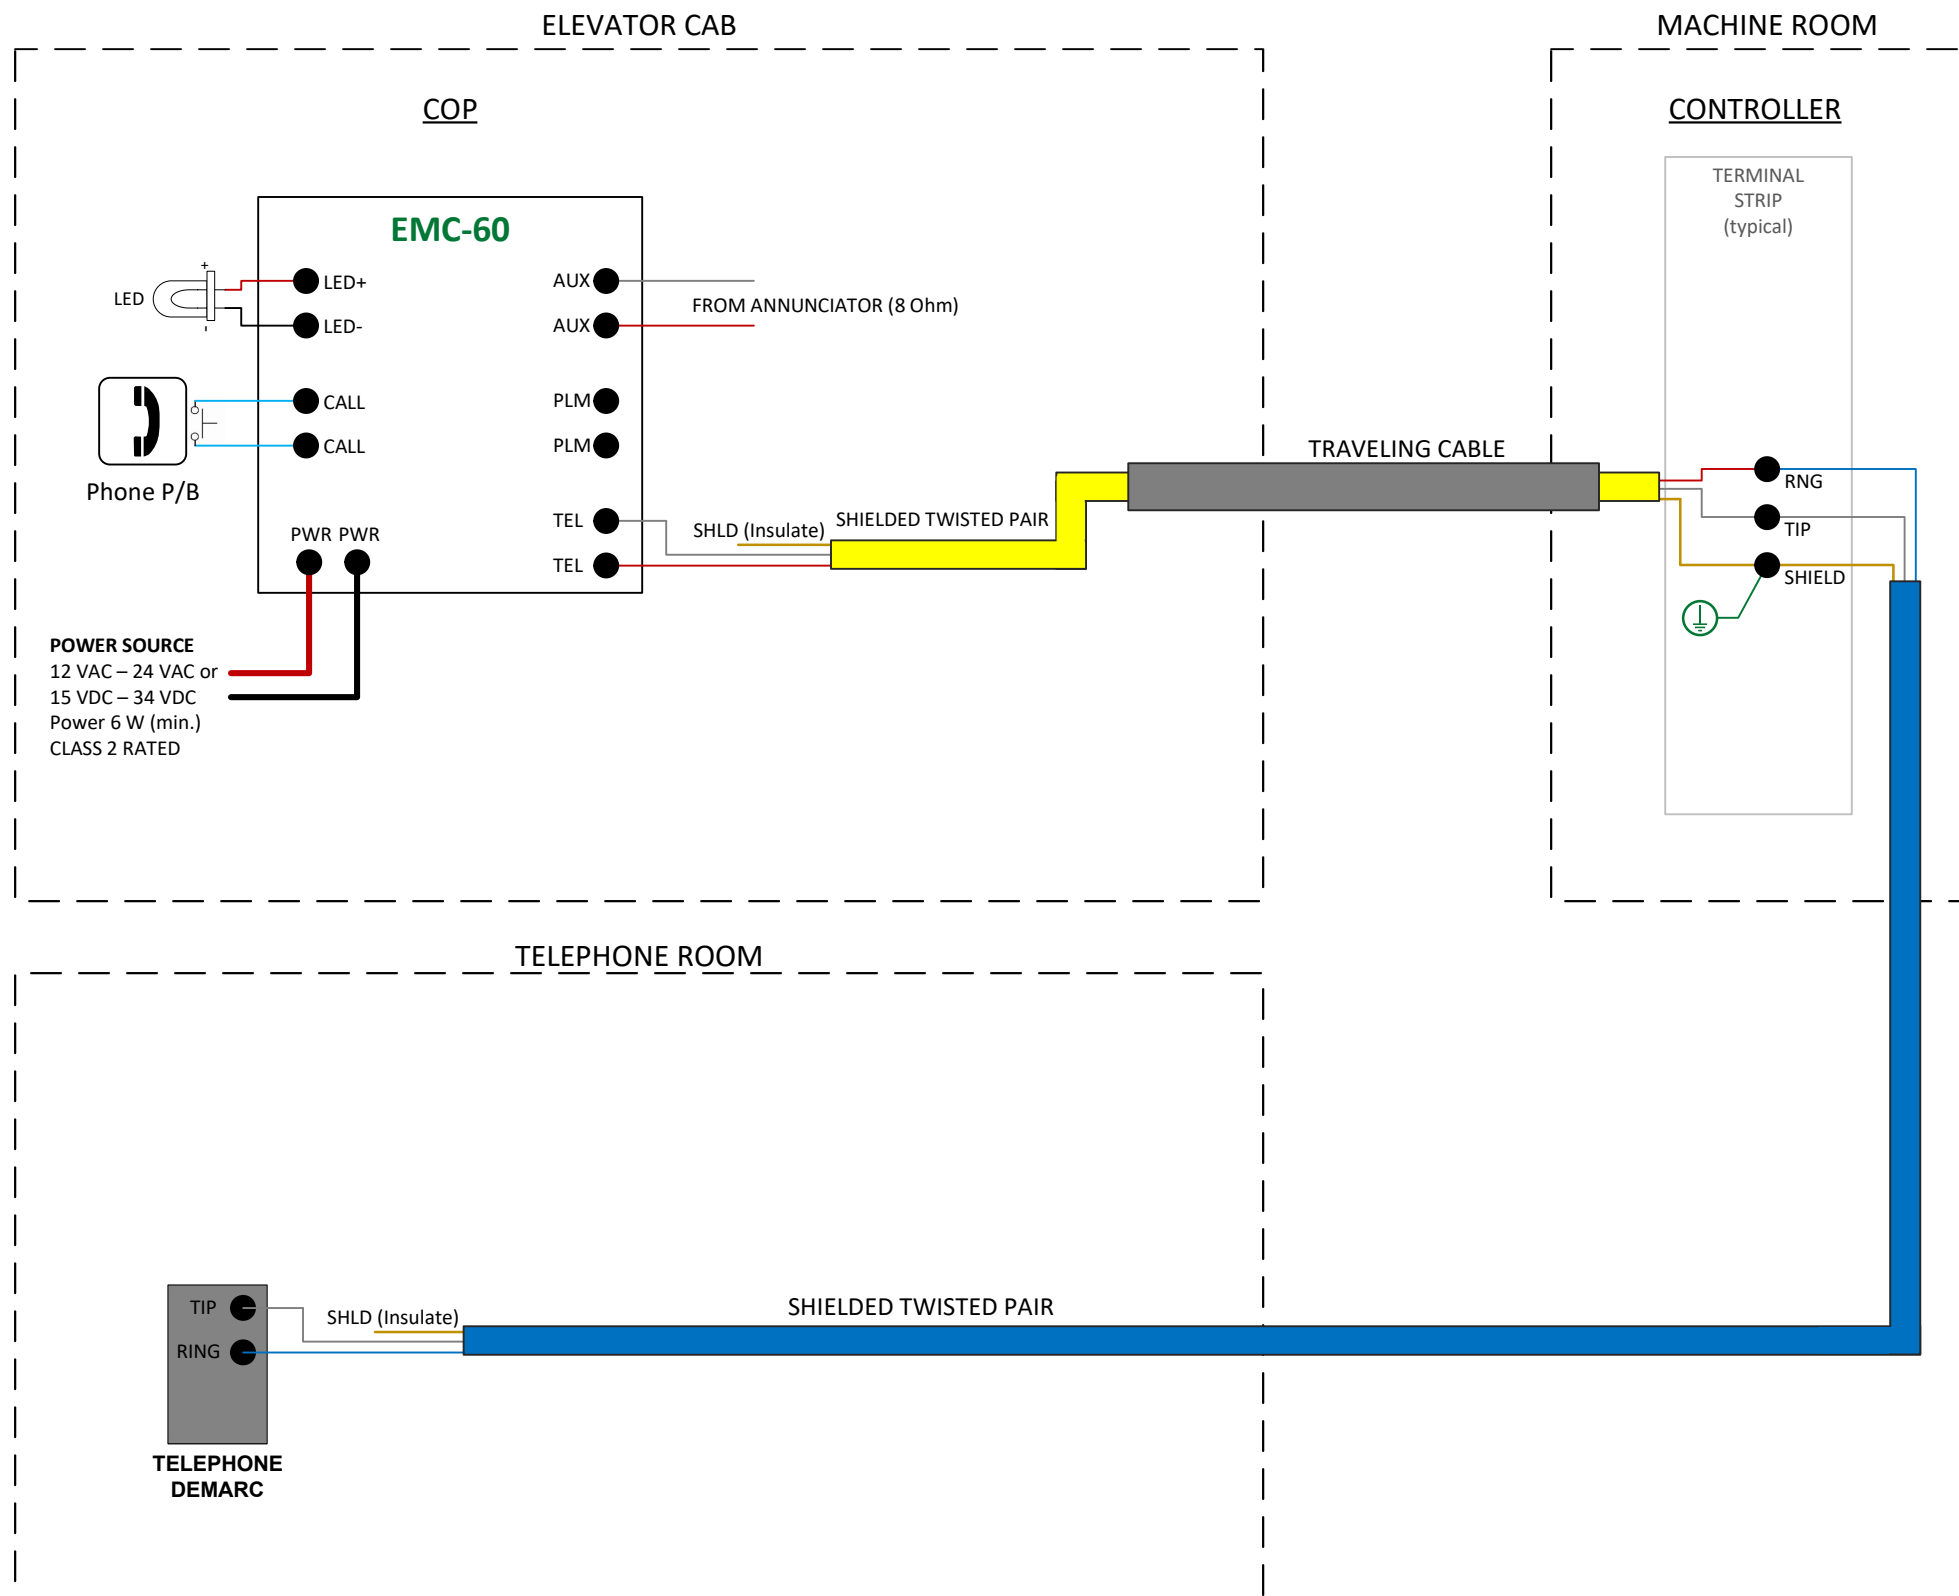 ELEVATOR CAB
MACHINE ROOM
COP
CONTROLLER
TERMINAL
STRIP
(typical)
EMC-60
LED
+
-
LED+
LED-
AUX
AUX
FROM ANNUNCIATOR (8 Ohm)
CALL
CALL
PLM
PLM
Phone P/B
TRAVELING CABLE
RNG
TIP
SHIELD
TEL
TEL
SHLD (Insulate)
SHIELDED TWISTED PAIR
PWR PWR
POWER SOURCE
12 VAC – 24 VAC or
15 VDC – 34 VDC
Power 6 W (min.)
CLASS 2 RATED
TELEPHONE ROOM
TIP
RING
SHLD (Insulate)
SHIELDED TWISTED PAIR
TELEPHONE
DEMARC